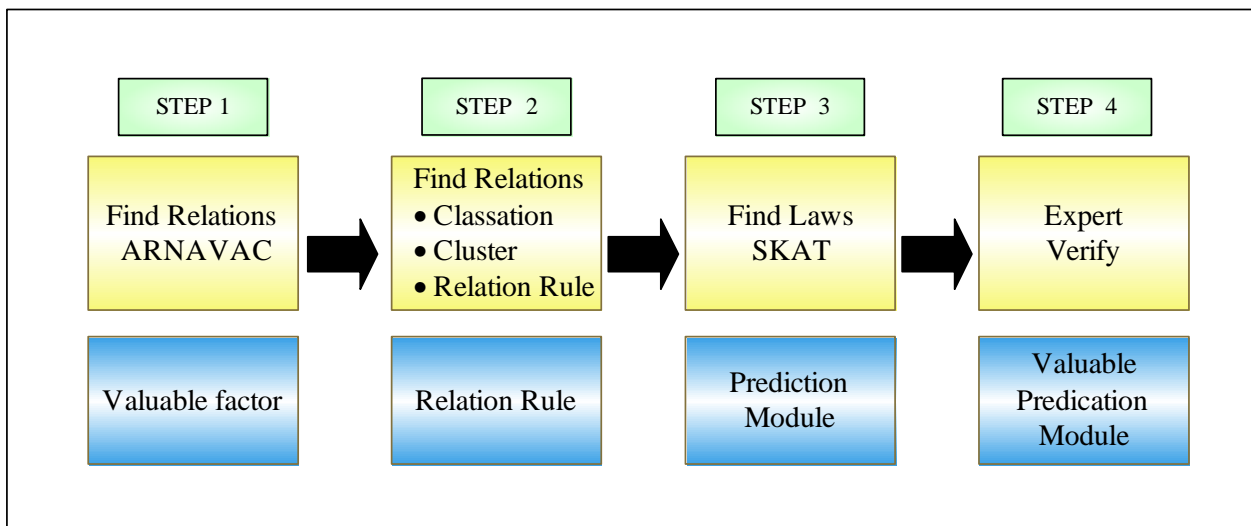 STEP 1
STEP 2
STEP 3
STEP 4
Find Relations
ARNAVAC
Find Relations
• Classation
• Cluster
• Relation Rule
Find Laws
SKAT
Expert
Verify
Valuable factor
Relation Rule
Prediction
Module
Valuable
Predication
Module